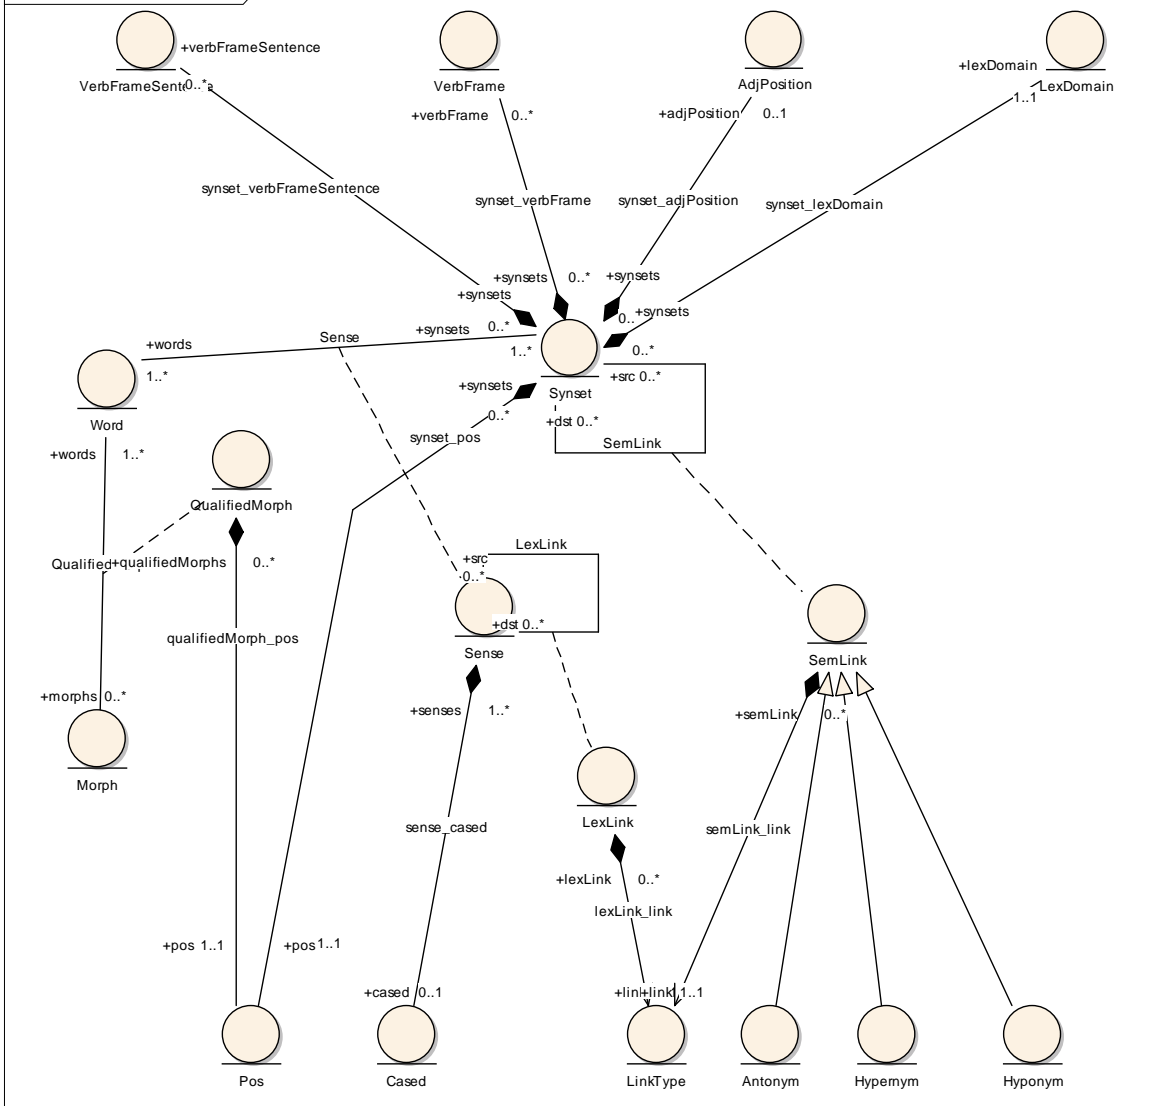 +verbFrameSentence
+lexDomain
VerbFrame
AdjPosition
LexDomain
0..*
1..1
+verbFrame 0..*
+adjPosition 0..1
synset_verbFrameSentence
synset_verbFrame
synset_adjPosition
synset_lexDomain
+synsets 0..*
+synsets
+synsets
+synsets
0..
Sense
+synsets 0..*
+words
1..*
0..*
1..*
+src 0..*
+synsets
Synset
0..*
+dst 0..*
Word
synset_pos
SemLink
+words 1..*
QualifiedMorph
LexLink
+src
Qualified
+qualifiedMorphs 0..*
0..*
+dst 0..*
qualifiedMorph_pos
Sense
SemLink
+morphs 0..*
+senses 1..*
+semLink 0..*
Morph
LexLink
sense_cased
semLink_link
+lexLink 0..*
lexLink_link
+pos 1..1
+pos 1..1
+cased 0..1
+link 1..1
Pos
Cased
LinkType
Antonym
Hypernym
Hyponym